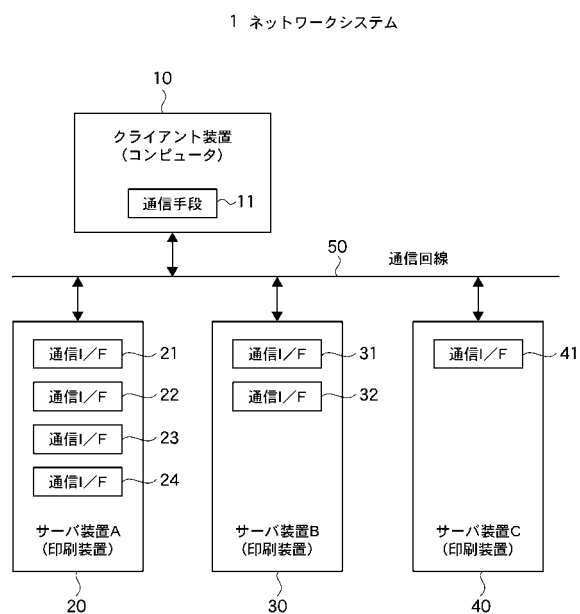 1 ネットワークシステム
10
クライアント装置
(コンピュータ)
通信手段
11
50
通信回線
通信I/F
21
通信I/F
22
通信I/F
23
通信I/F
24
サーバ装置A
(印刷装置)
20
通信I/F
31
通信I/F
32
サーバ装置B
(印刷装置)
30
通信I/F
41
サーバ装置C
(印刷装置)
40